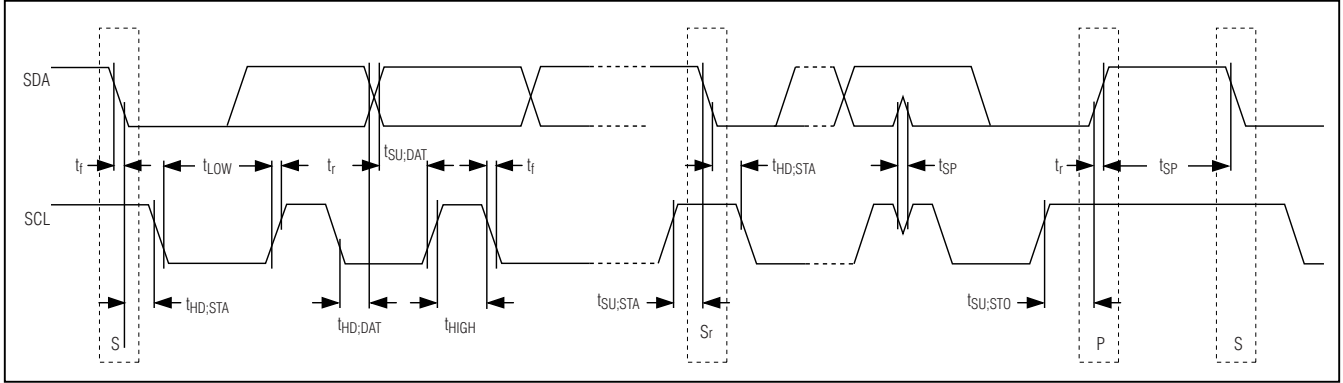 SDA
tf
tLOW
tr
tSU;DAT
tf
tHD;STA
tSP
tr
tSP
SCL
tHD;STA
tHD;DAT
tHIGH
tSU;STA
tSU;STO
S
Sr
P
S